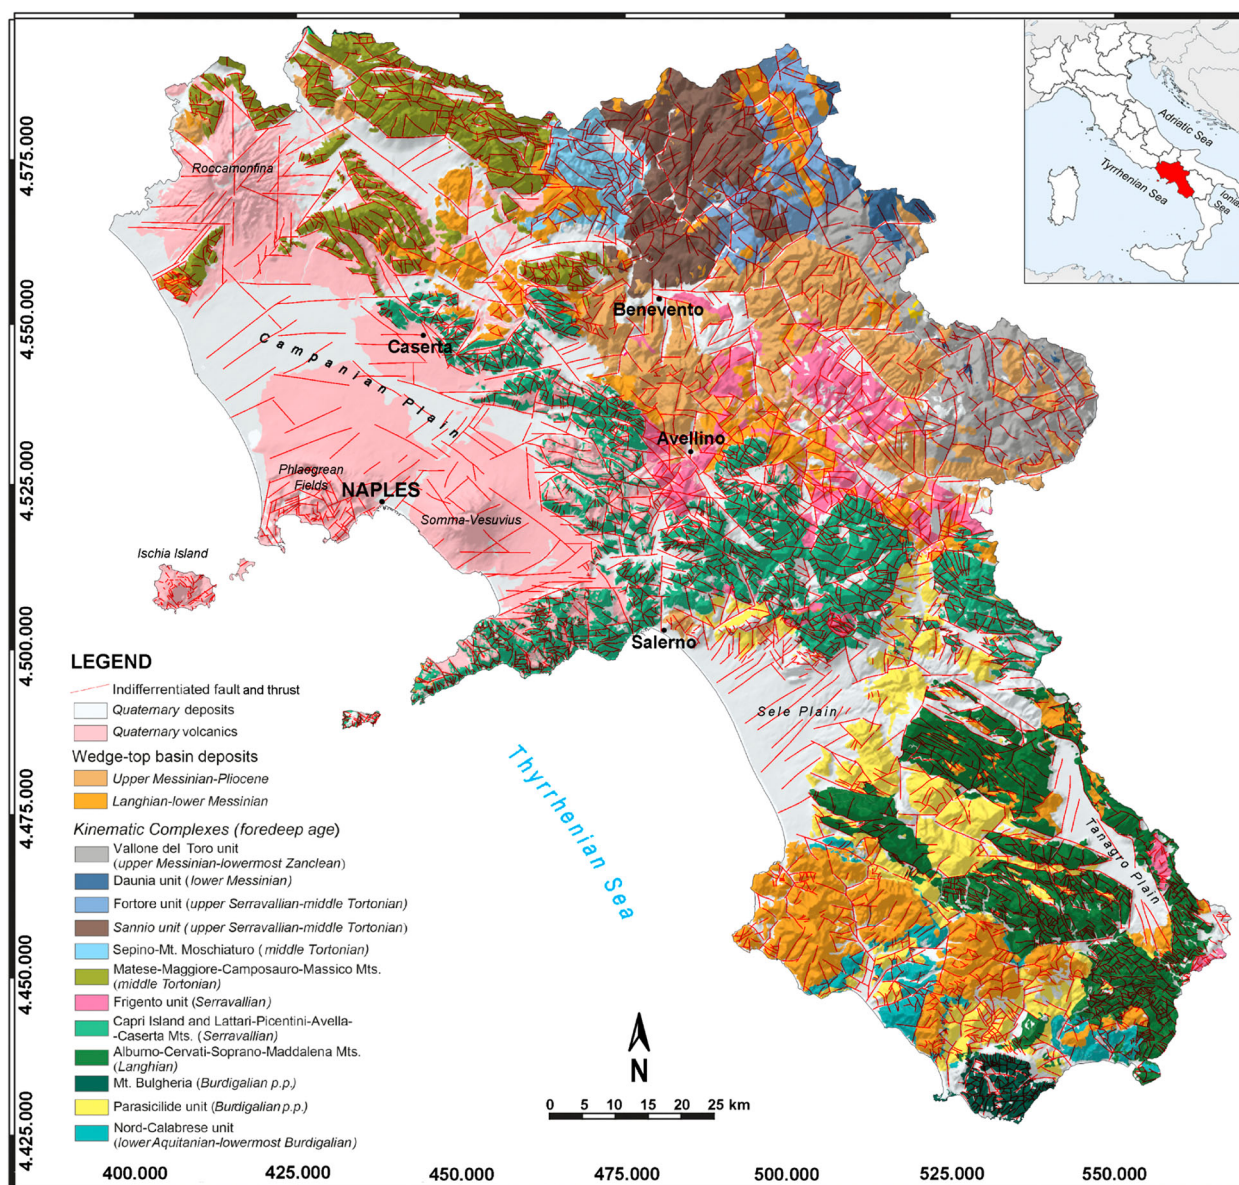 Adriatic Sea
Tyrrhenian Sea
Ionian
Sea
4.575.000
4.550.000
4.525.000
4.500.000
4.475.000
4.450.000
4.425.000
Roccamonfina
Benevento
Caserta
Campanian Plain
Avellino
Phlaegrean
Fields
NAPLES
Somma-Vesuvius
Ischia Island
Salerno
Sele Plain
Thyrrhenian Sea
Tanagro Plain
LEGEND
Indifferentiated fault and thrust
Quaternary deposits
Quaternary volcanics
Wedge-top basin deposits
Upper Messinian-Pliocene
Langhian-lower Messinian
Kinematic Complexes (foredeep age)
Vallone del Toro unit
(upper Messinian-lowermost Zanclean)
Daunia unit (lower Messinian)
Fortore unit (upper Serravallian-middle Tortonian)
Sannio unit (upper Serravallian-middle Tortonian)
Sepino-Mt. Moschiaturo (middle Tortonian)
Matese-Maggiore-Camposauro-Massico Mts.
(middle Tortonian)
Frigento unit (Serravallian)
Capri Island and Lattari-Picentini-Avella-
-Caserta Mts. (Serravallian)
Alburno-Cervati-Soprano-Maddalena Mts.
(Langhian)
Mt. Bulgheria (Burdigalian p.p.)
Parasicilide unit (Burdigalian p.p.)
Nord-Calabrese unit
(lower Aquitanian-lowermost Burdigalian)
N
0 5 10 15 20 25 km
400.000 425.000 450.000 475.000 500.000 525.000 550.000